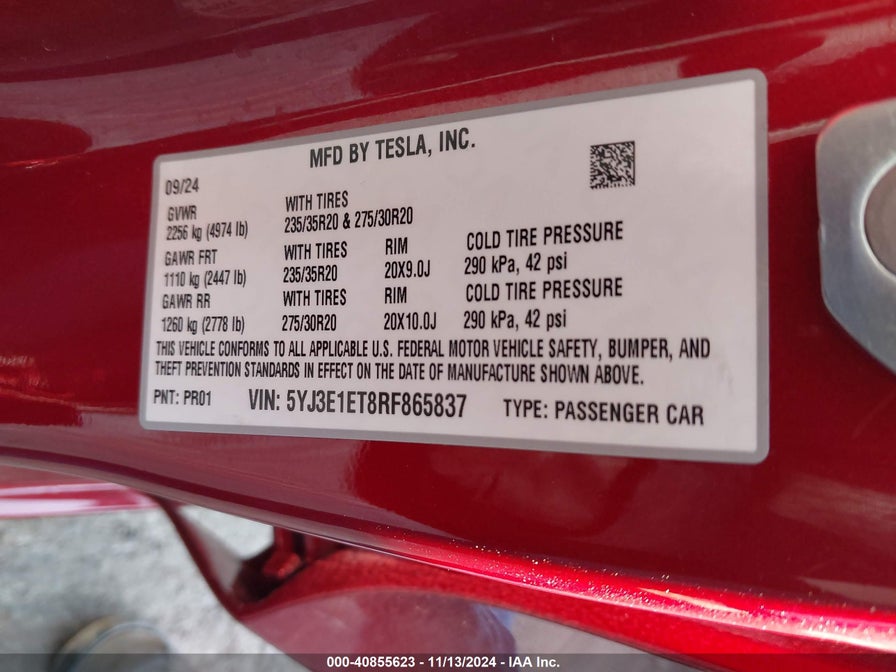 MFD BY TESLA, INC.
09/24
GVWR WITH TIRES
2256 kg (4974 lb) 235/35R20 & 275/30R20
GAWR FRT WITH TIRES RIM COLD TIRE PRESSURE
1110 kg (2447 lb) 235/35R20 20X9.0J 290 kPa, 42 psi
GAWR RR WITH TIRES RIM COLD TIRE PRESSURE
1260 kg (2778 lb) 275/30R20 20X10.0J 290 kPa, 42 psi
THIS VEHICLE CONFORMS TO ALL APPLICABLE U.S. FEDERAL MOTOR VEHICLE SAFETY, BUMPER, AND
THEFT PREVENTION STANDARDS IN EFFECT ON THE DATE OF MANUFACTURE SHOWN ABOVE.
PNT: PR01 VIN: 5YJ3E1ET8RF865837 TYPE: PASSENGER CAR
000-40855623 - 11/13/2024 - IAA Inc.